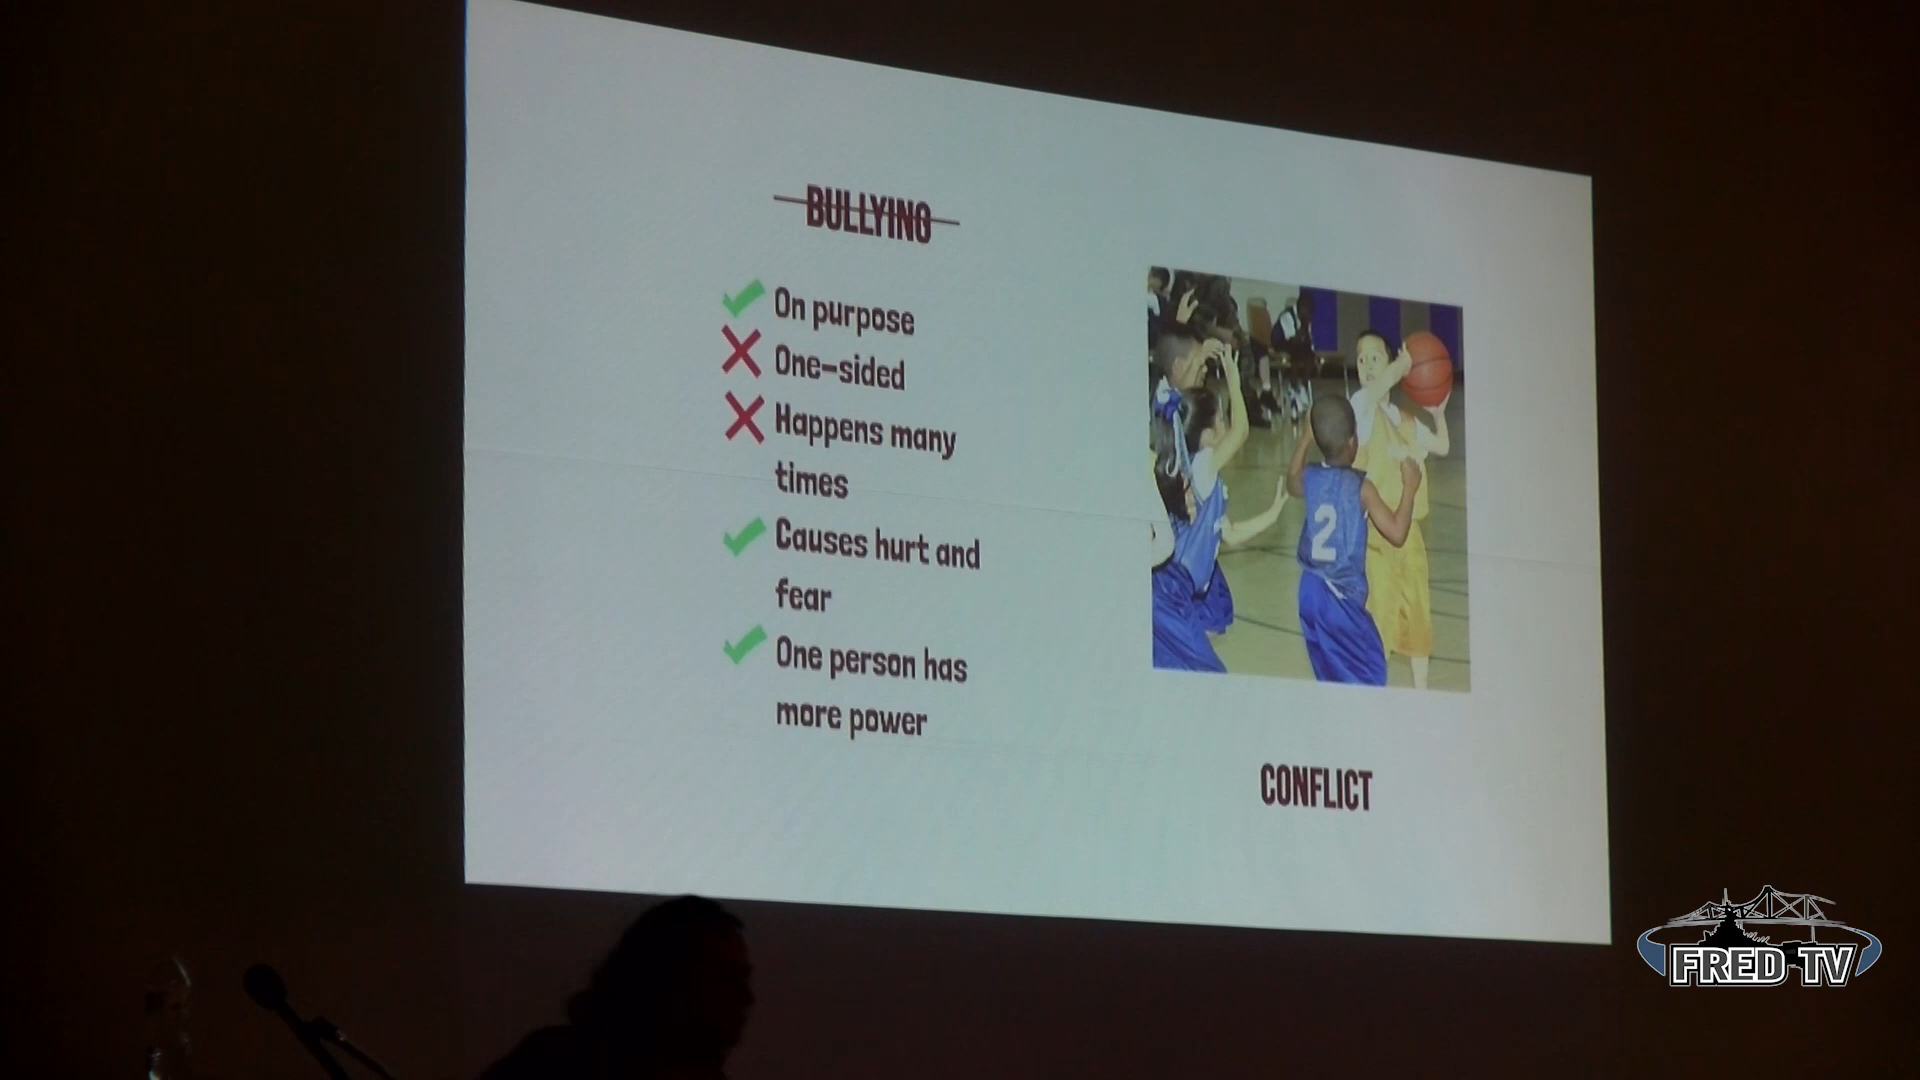 BULLYING
On purpose
One-sided
Happens many
times
Causes hurt and
fear
One person has
more power
2
CONFLICT
FRED TV